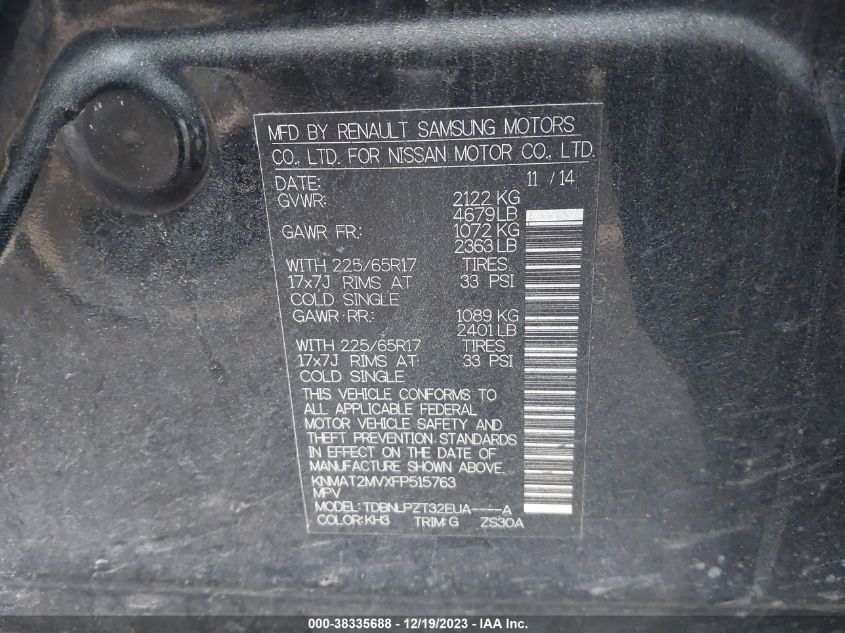 MFD BY RENAULT SAMSUNG MOTORS
CO., LTD. FOR NISSAN MOTOR CO., LTD.
DATE: 11 / 14
GVWR: 2122 KG
4679 LB
GAWR FR: 1072 KG
2363 LB
WITH 225/65R17 TIRES
17x7J RIMS AT 33 PSI
COLD SINGLE
GAWR RR: 1089 KG
2401 LB
WITH 225/65R17 TIRES
17x7J RIMS AT 33 PSI
COLD SINGLE
THIS VEHICLE CONFORMS TO
ALL APPLICABLE FEDERAL
MOTOR VEHICLE SAFETY AND
THEFT PREVENTION STANDARDS
IN EFFECT ON THE DATE OF
MANUFACTURE SHOWN ABOVE.
KNMAT2MVXFP515763
MPV
MODEL: TDBNLPZT32EUA----A
COLOR: KH3 TRIM: G ZS30A
000-38335688 - 12/19/2023 - IAA Inc.